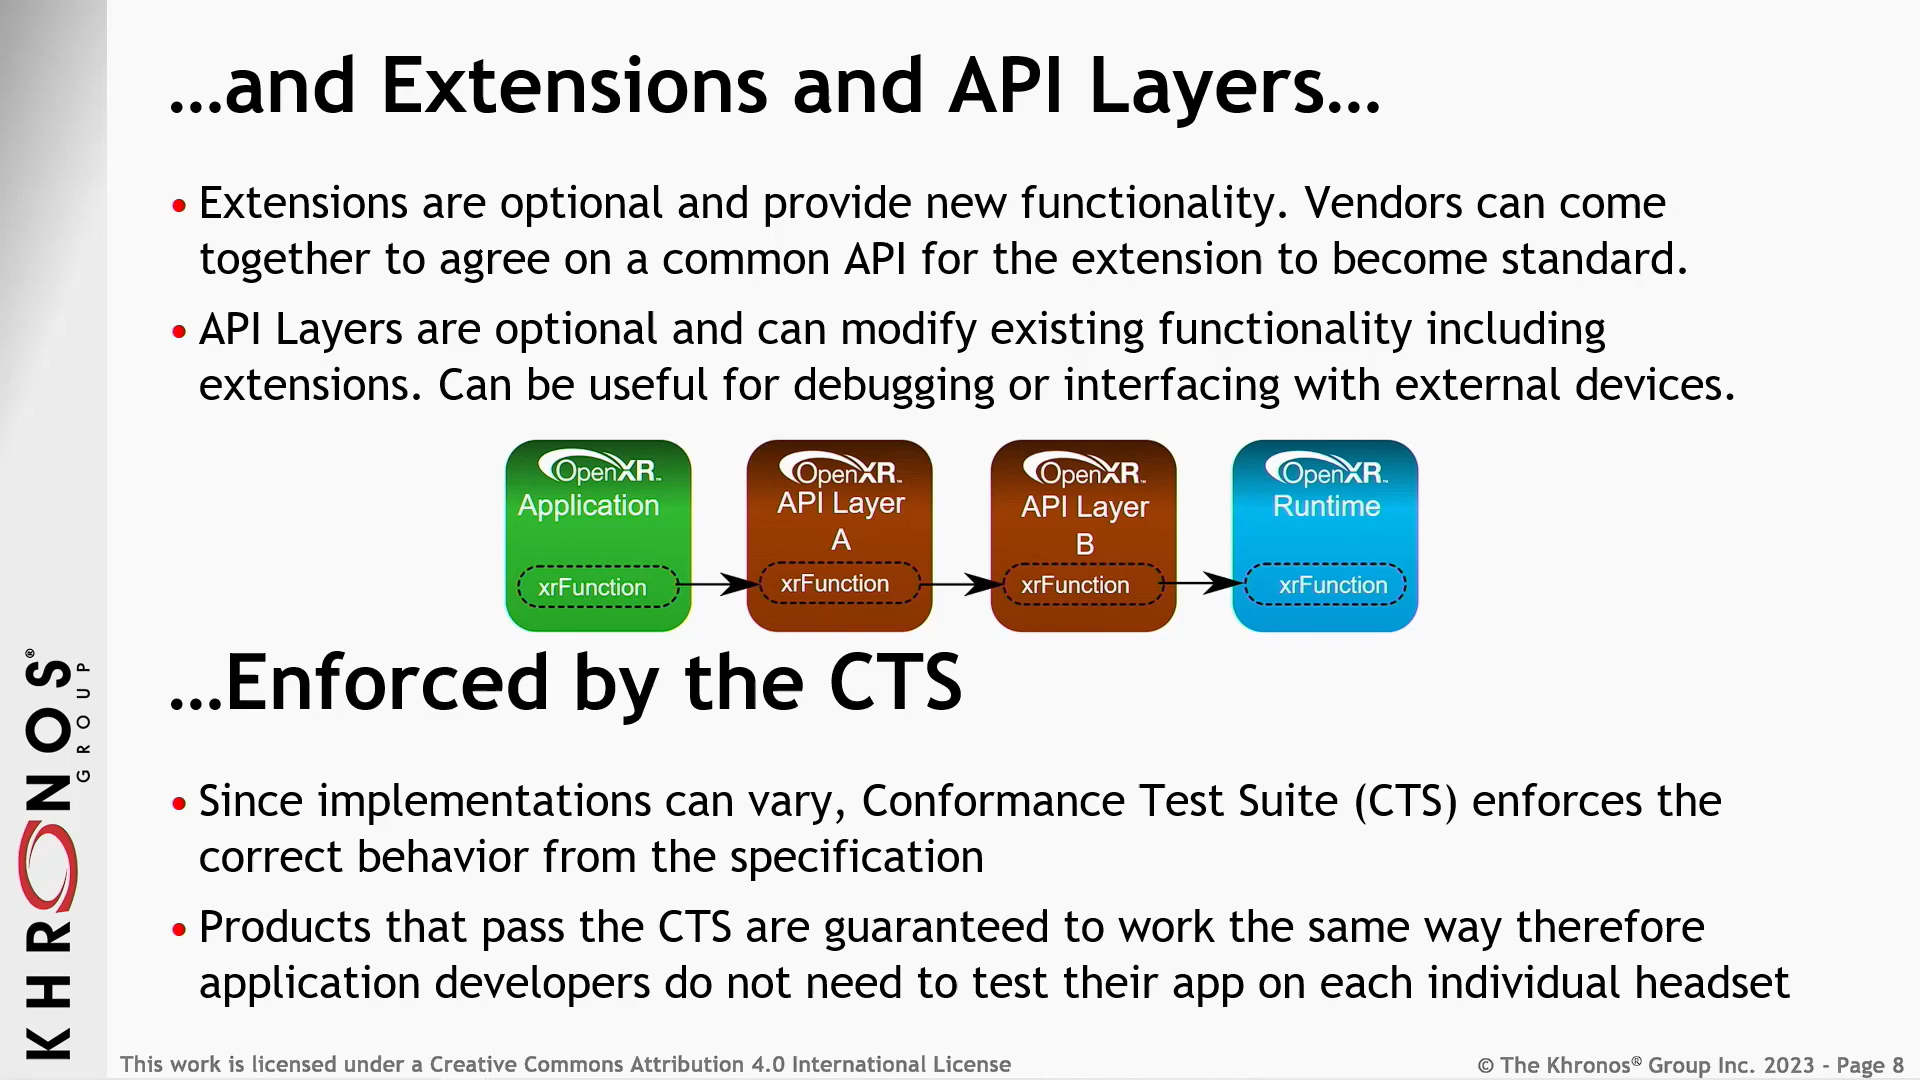 …and Extensions and API Layers…
• Extensions are optional and provide new functionality. Vendors can come
together to agree on a common API for the extension to become standard.
• API Layers are optional and can modify existing functionality including
extensions. Can be useful for debugging or interfacing with external devices.
OpenXR™
Application
xrFunction
OpenXR™
API Layer
A
xrFunction
OpenXR™
API Layer
B
xrFunction
OpenXR™
Runtime
xrFunction
…Enforced by the CTS
• Since implementations can vary, Conformance Test Suite (CTS) enforces the
correct behavior from the specification
• Products that pass the CTS are guaranteed to work the same way therefore
application developers do not need to test their app on each individual headset
KHRONOS®
GROUP
This work is licensed under a Creative Commons Attribution 4.0 International License
© The Khronos® Group Inc. 2023 - Page 8